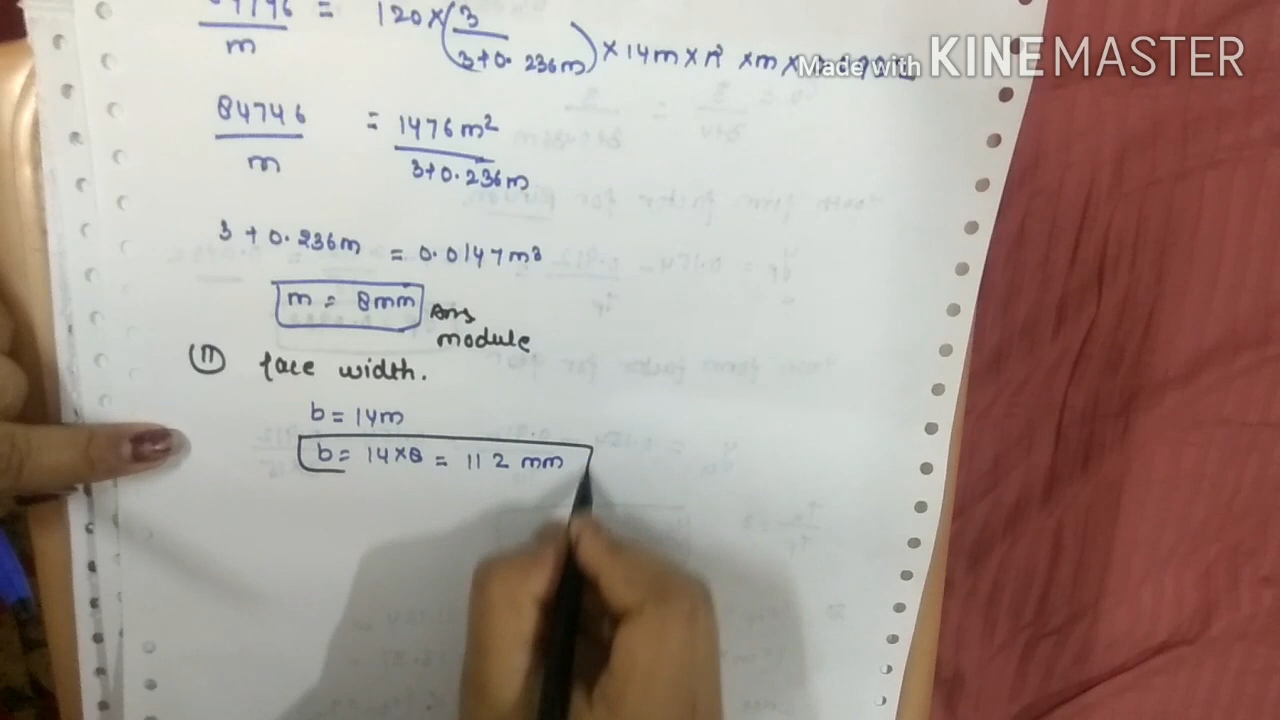 m = 120×(3 / 3+0.236m) × 14m × π × m ×
Made with KINEMASTER
84746 / m = 1476m² / 3+0.236m
3 + 0.236m = 0.0147m³
m = 8mm Ans
module
(11) face width.
b = 14m
b = 14×8 = 112 mm